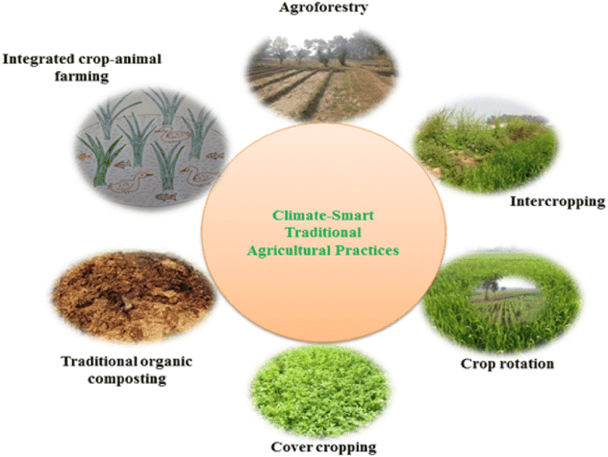 Agroforestry
Integrated crop-animal
farming
Intercropping
Climate-Smart
Traditional
Agricultural Practices
Traditional organic
composting
Crop rotation
Cover cropping